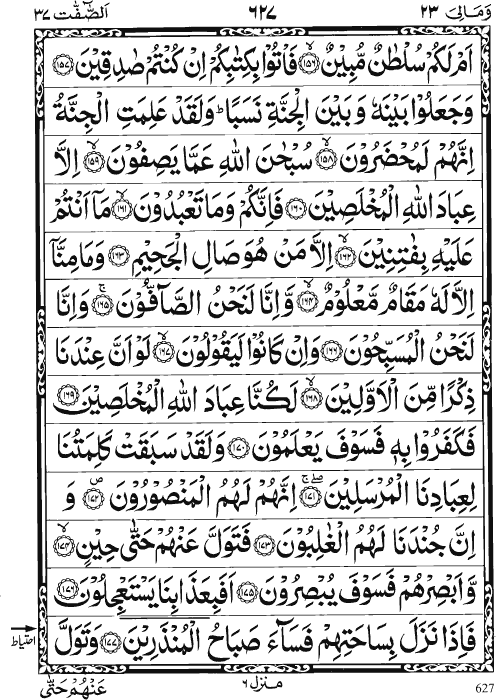 وَمَالِىَ ٢٣ ٦٢٧ اَلصّٰٓفّٰت ٣٧
اَمْ لَكُمْ سُلْطٰنٌ مُّبِيْنٌ ﴿١٥٦﴾ فَاْتُوْا بِكِتٰبِكُمْ اِنْ كُنْتُمْ صٰدِقِيْنَ ﴿١٥٧﴾
وَجَعَلُوْا بَيْنَهٗ وَبَيْنَ الْجِنَّةِ نَسَبًا ؕ وَلَقَدْ عَلِمَتِ الْجِنَّةُ
اِنَّهُمْ لَمُحْضَرُوْنَ ﴿١٥٨﴾ سُبْحٰنَ اللّٰهِ عَمَّا يَصِفُوْنَ ﴿١٥٩﴾ اِلَّا
عِبَادَ اللّٰهِ الْمُخْلَصِيْنَ ﴿١٦٠﴾ فَاِنَّكُمْ وَمَا تَعْبُدُوْنَ ﴿١٦١﴾ مَاۤ اَنْتُمْ
عَلَيْهِ بِفٰتِنِيْنَ ﴿١٦٢﴾ اِلَّا مَنْ هُوَ صَالِ الْجَحِيْمِ ﴿١٦٣﴾ وَمَا مِنَّاۤ
اِلَّا لَهٗ مَقَامٌ مَّعْلُوْمٌ ﴿١٦٤﴾ وَّاِنَّا لَنَحْنُ الصَّآفُّوْنَ ﴿١٦٥﴾ وَاِنَّا
لَنَحْنُ الْمُسَبِّحُوْنَ ﴿١٦٦﴾ وَاِنْ كَانُوْا لَيَقُوْلُوْنَ ﴿١٦٧﴾ لَوْ اَنَّ عِنْدَنَا
ذِكْرًا مِّنَ الْاَوَّلِيْنَ ﴿١٦٨﴾ لَكُنَّا عِبَادَ اللّٰهِ الْمُخْلَصِيْنَ ﴿١٦٩﴾
فَكَفَرُوْا بِهٖ فَسَوْفَ يَعْلَمُوْنَ ﴿١٧٠﴾ وَلَقَدْ سَبَقَتْ كَلِمَتُنَا
لِعِبَادِنَا الْمُرْسَلِيْنَ ﴿١٧١﴾ اِنَّهُمْ لَهُمُ الْمَنْصُوْرُوْنَ ﴿١٧٢﴾ وَ
اِنَّ جُنْدَنَا لَهُمُ الْغٰلِبُوْنَ ﴿١٧٣﴾ فَتَوَلَّ عَنْهُمْ حَتّٰى حِيْنٍ ﴿١٧٤﴾
وَّاَبْصِرْهُمْ فَسَوْفَ يُبْصِرُوْنَ ﴿١٧٥﴾ اَفَبِعَذَابِنَا يَسْتَعْجِلُوْنَ ﴿١٧٦﴾
فَاِذَا نَزَلَ بِسَاحَتِهِمْ فَسَآءَ صَبَاحُ الْمُنْذَرِيْنَ ﴿١٧٧﴾ وَتَوَلَّ
احتیاط
منزل ٦ عَنْهُمْ حَتّٰى
627